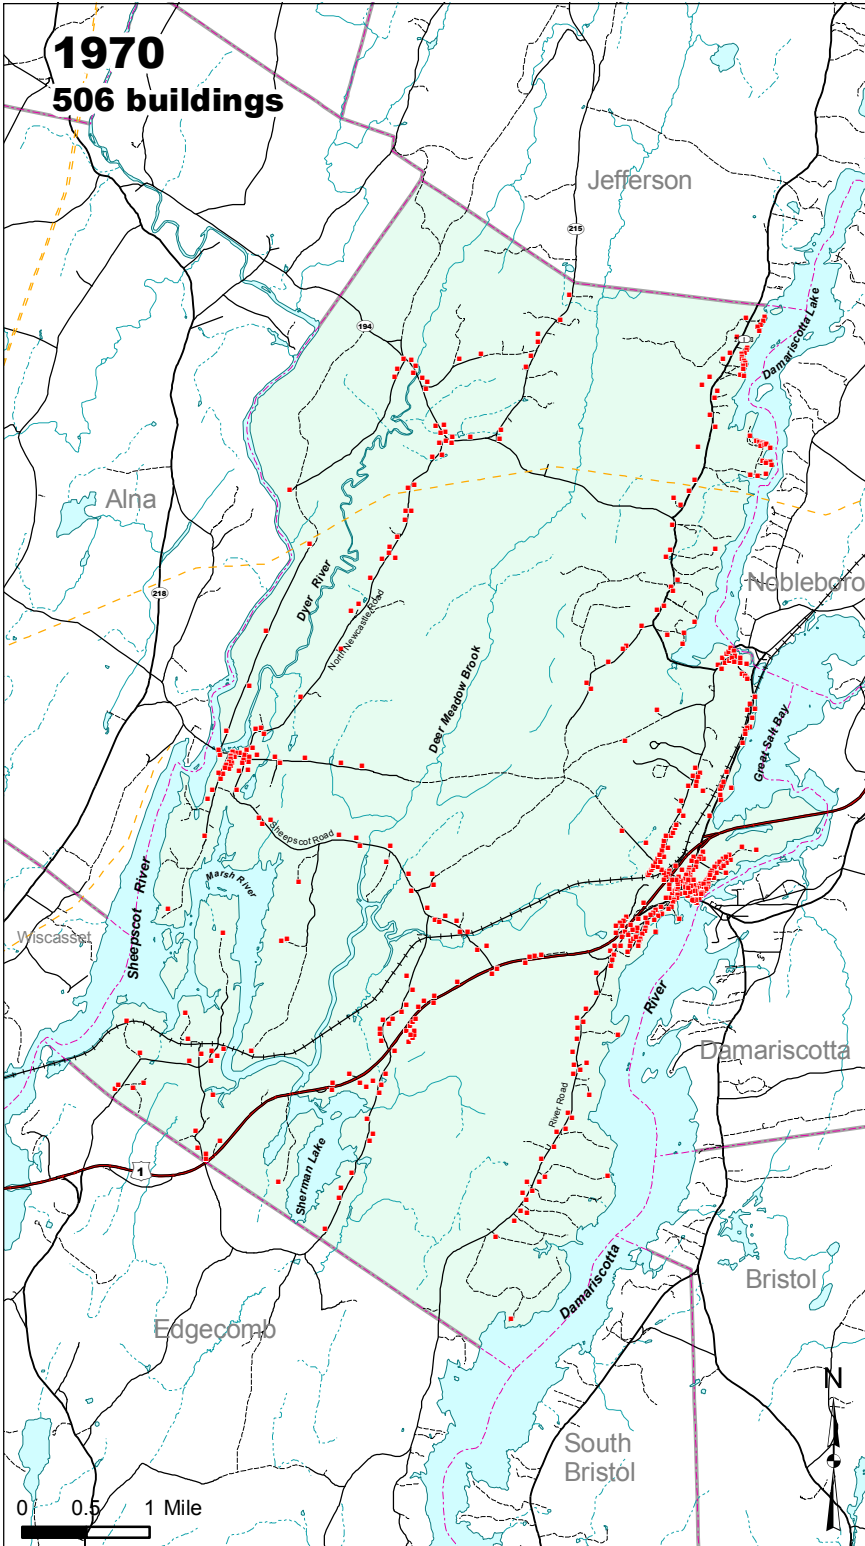 1970
506 buildings
Jefferson
215
Damariscotta Lake
194
1
Alna
Dyer River
218
North Newcastle Road
Nobleboro
Deer Meadow Brook
Great Salt Bay
Sheepscot Road
Marsh River
Sheepscot River
Wiscasset
River
Damariscotta
River Road
Sherman Lake
1
Damariscotta
Bristol
Edgecomb
N
South
Bristol
0 0.5 1 Mile